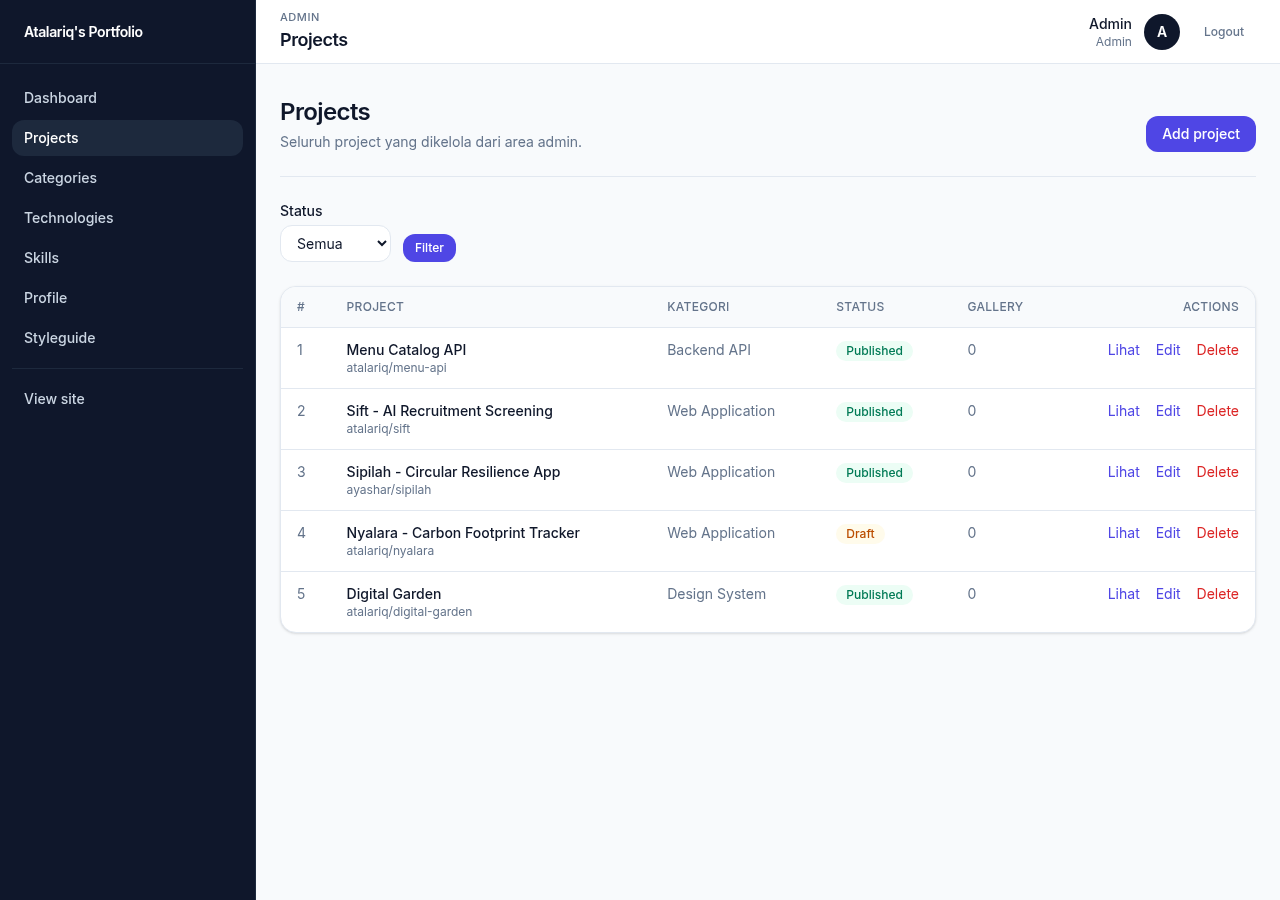 Atalariq's Portfolio
Dashboard
Projects
Categories
Technologies
Skills
Profile
Styleguide
View site
ADMIN
Projects
Admin
Admin
A
Logout
Projects
Seluruh project yang dikelola dari area admin.
Add project
Status
Semua
Filter
# PROJECT KATEGORI STATUS GALLERY ACTIONS
1 Menu Catalog API Backend API Published 0 Lihat Edit Delete
atalariq/menu-api
2 Sift - AI Recruitment Screening Web Application Published 0 Lihat Edit Delete
atalariq/sift
3 Sipilah - Circular Resilience App Web Application Published 0 Lihat Edit Delete
ayashar/sipilah
4 Nyalara - Carbon Footprint Tracker Web Application Draft 0 Lihat Edit Delete
atalariq/nyalara
5 Digital Garden Design System Published 0 Lihat Edit Delete
atalariq/digital-garden